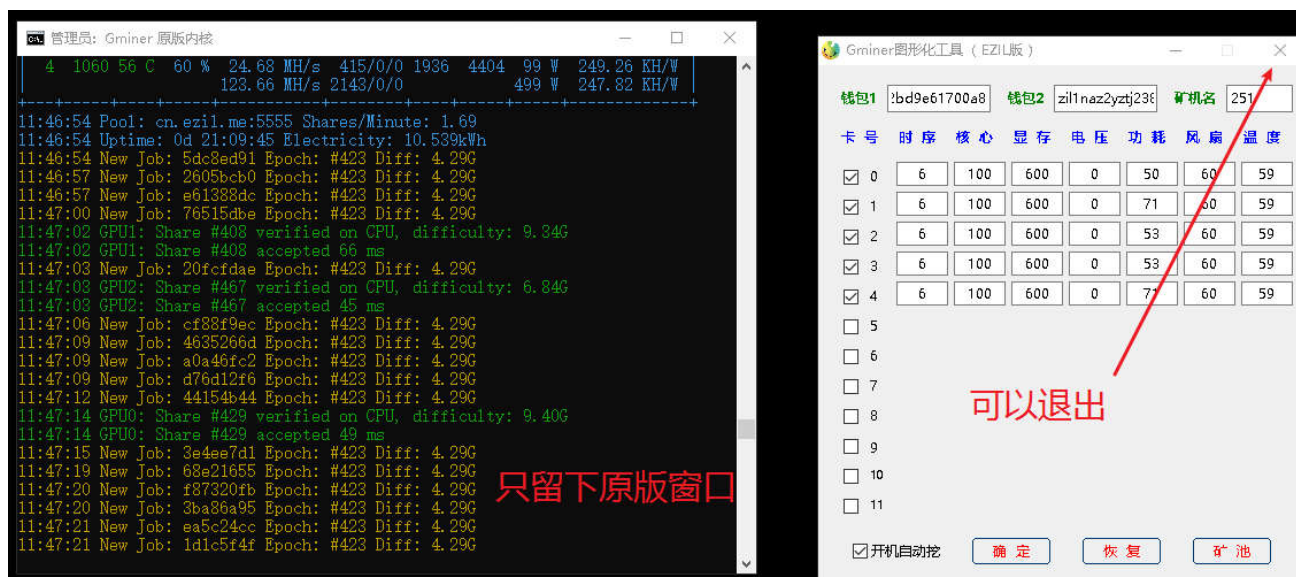 管理员: Gminer 原版内核
4 1060 56 C 60 % 24.68 MH/s 415/0/0 1936 4404 99 W 249.26 KH/W
123.66 MH/s 2143/0/0 499 W 247.82 KH/W
11:46:54 Pool: cn.ezil.me:5555 Shares/Minute: 1.69
11:46:54 Uptime: 0d 21:09:45 Electricity: 10.539kWh
11:46:54 New Job: 5dc8ed91 Epoch: #423 Diff: 4.29G
11:46:57 New Job: 2605bcb0 Epoch: #423 Diff: 4.29G
11:46:57 New Job: e61388dc Epoch: #423 Diff: 4.29G
11:47:00 New Job: 76515dbe Epoch: #423 Diff: 4.29G
11:47:02 GPU1: Share #408 verified on CPU, difficulty: 9.34G
11:47:02 GPU1: Share #408 accepted 66 ms
11:47:03 New Job: 20fcfdae Epoch: #423 Diff: 4.29G
11:47:03 GPU2: Share #467 verified on CPU, difficulty: 6.84G
11:47:03 GPU2: Share #467 accepted 45 ms
11:47:06 New Job: cf88f9ec Epoch: #423 Diff: 4.29G
11:47:09 New Job: 4635266d Epoch: #423 Diff: 4.29G
11:47:09 New Job: a0a46fc2 Epoch: #423 Diff: 4.29G
11:47:09 New Job: d76d12f6 Epoch: #423 Diff: 4.29G
11:47:12 New Job: 44154b44 Epoch: #423 Diff: 4.29G
11:47:14 GPU0: Share #429 verified on CPU, difficulty: 9.40G
11:47:14 GPU0: Share #429 accepted 49 ms
11:47:15 New Job: 3e4ee7d1 Epoch: #423 Diff: 4.29G
11:47:19 New Job: 68e21655 Epoch: #423 Diff: 4.29G
11:47:20 New Job: f87320fb Epoch: #423 Diff: 4.29G
11:47:20 New Job: 3ba86a95 Epoch: #423 Diff: 4.29G
11:47:21 New Job: ea5c24cc Epoch: #423 Diff: 4.29G
11:47:21 New Job: 1d1c5f4f Epoch: #423 Diff: 4.29G
只留下原版窗口
Gminer图形化工具 ( EZIL版 )
钱包1 2bd9e61700a8 钱包2 zil1naz2yztj238 矿机名 251
卡号 时序 核心 显存 电压 功耗 风扇 温度
0 6 100 600 0 50 60 59
1 6 100 600 0 71 60 59
2 6 100 600 0 53 60 59
3 6 100 600 0 53 60 59
4 6 100 600 0 71 60 59
5
6
7
8
9
10
11
可以退出
开机自动挖 确定 恢复 矿池